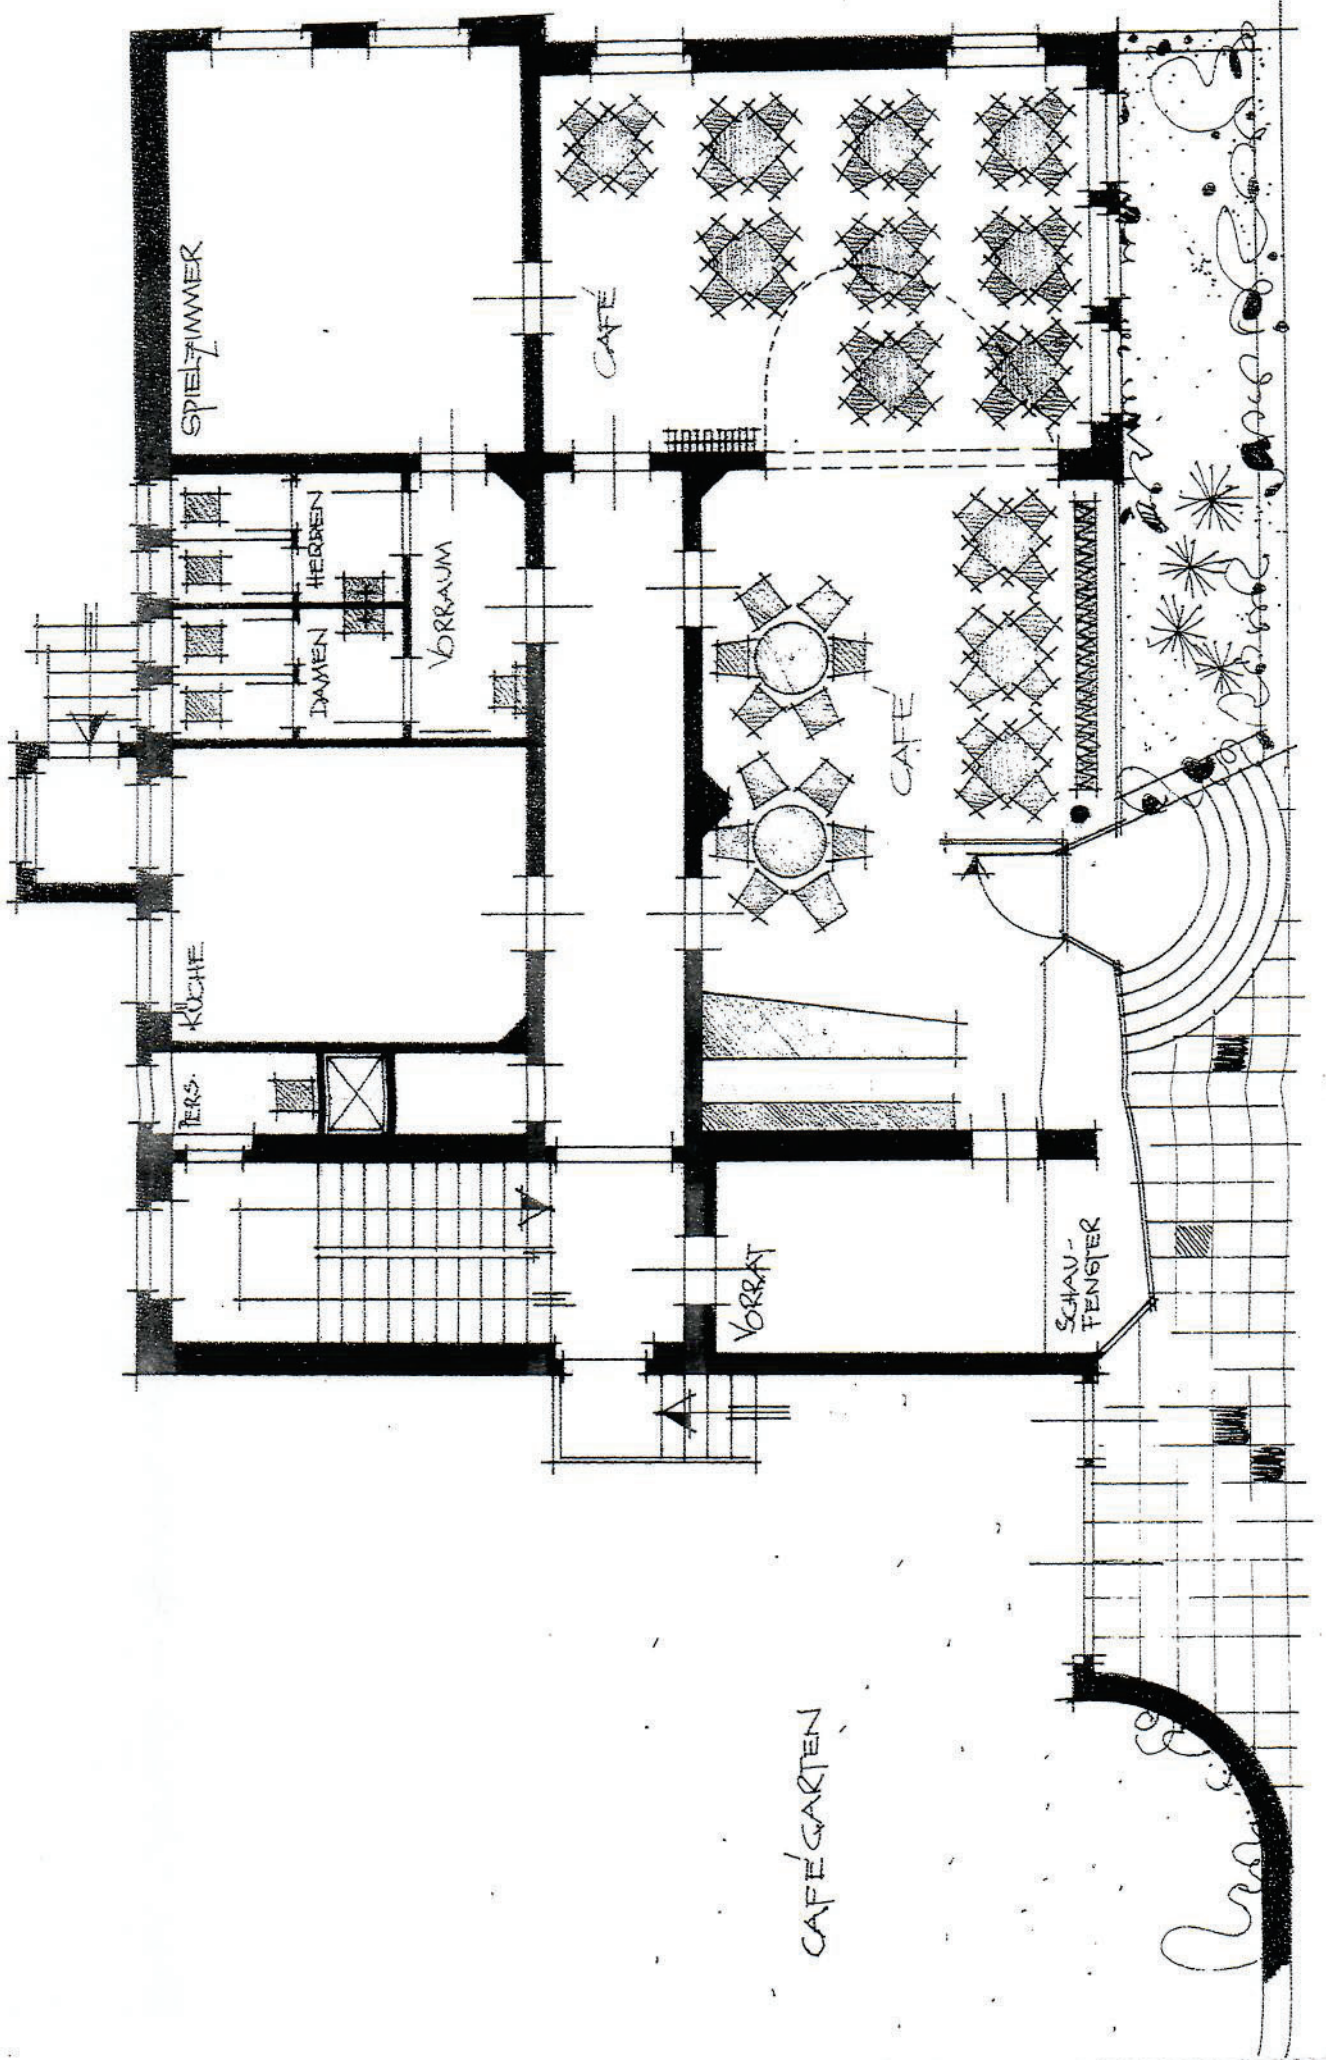 SPIELZIMMER
CAFÉ
HERREN
DAMEN
VORRAUM
CAFÉ
KÜCHE
PERS.
VORRAT
SCHAU-
FENSTER
CAFÉGARTEN